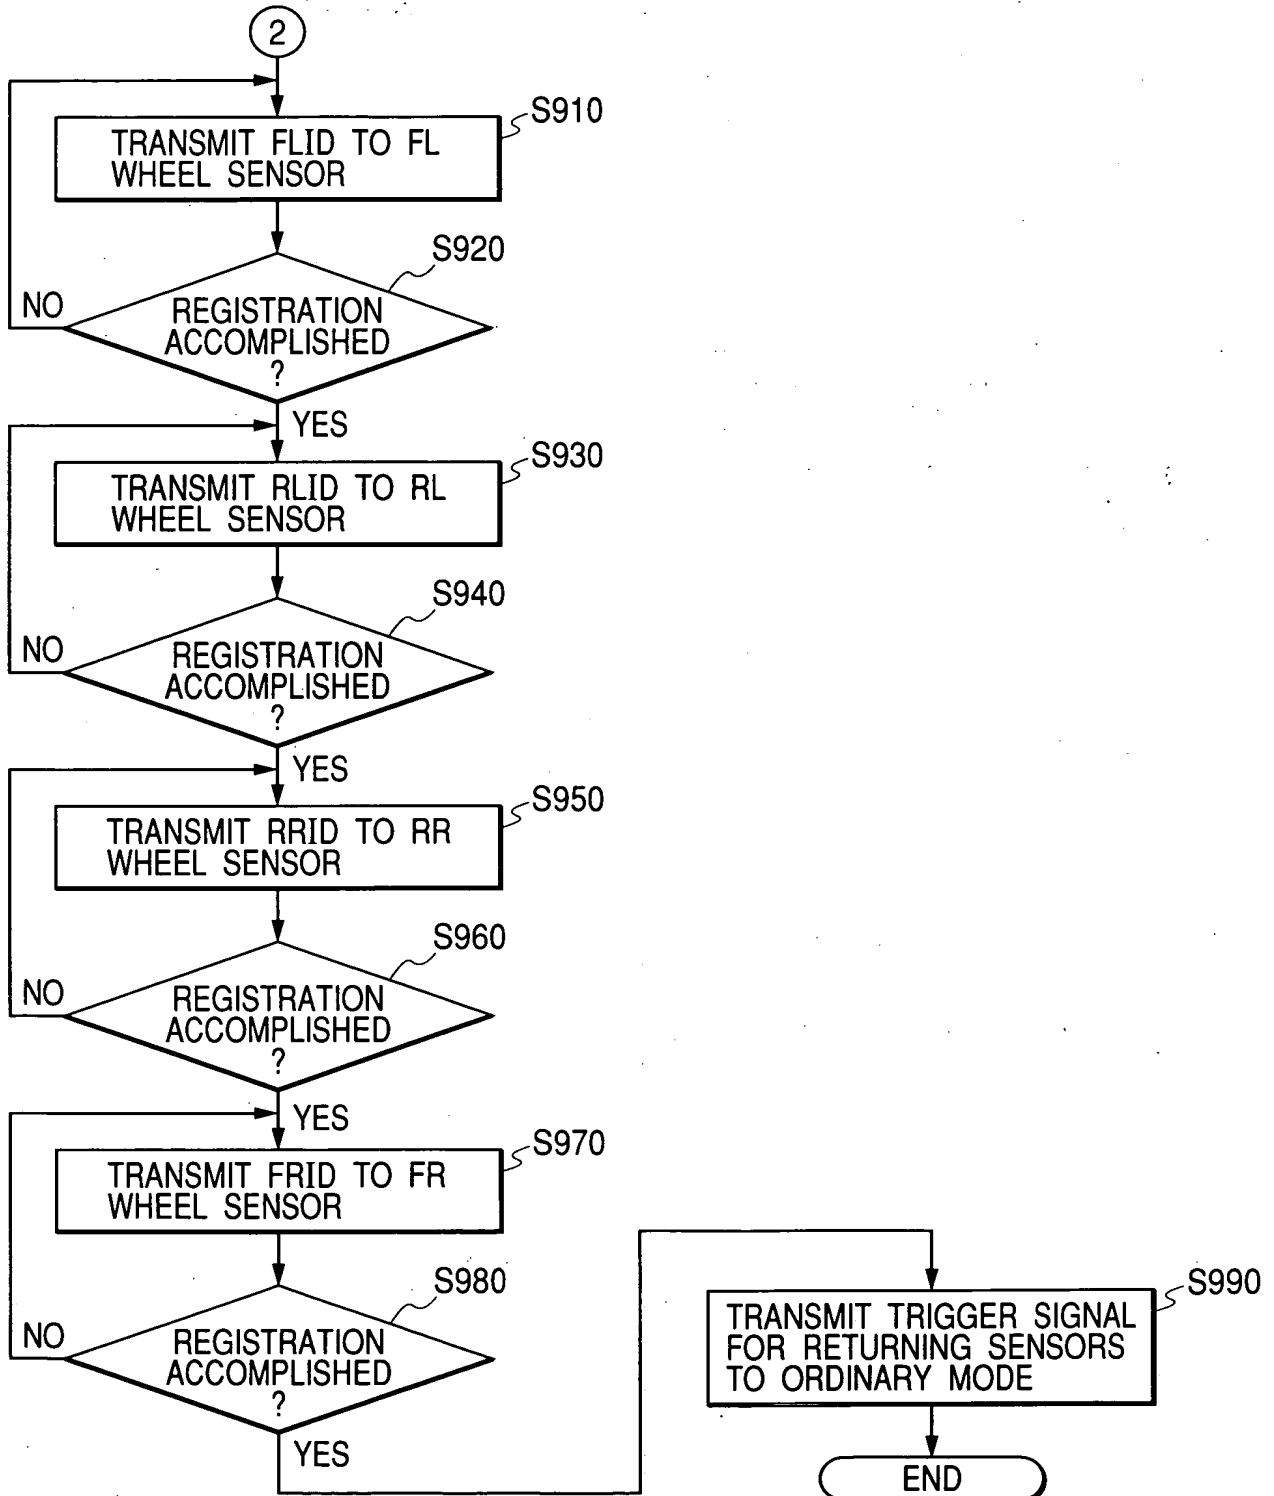 2
S910
TRANSMIT FLID TO FL
WHEEL SENSOR
S920
NO
REGISTRATION
ACCOMPLISHED
?
YES
S930
TRANSMIT RLID TO RL
WHEEL SENSOR
S940
NO
REGISTRATION
ACCOMPLISHED
?
YES
S950
TRANSMIT RRID TO RR
WHEEL SENSOR
S960
NO
REGISTRATION
ACCOMPLISHED
?
YES
S970
TRANSMIT FRID TO FR
WHEEL SENSOR
S980
NO
REGISTRATION
ACCOMPLISHED
?
YES
S990
TRANSMIT TRIGGER SIGNAL
FOR RETURNING SENSORS
TO ORDINARY MODE
END